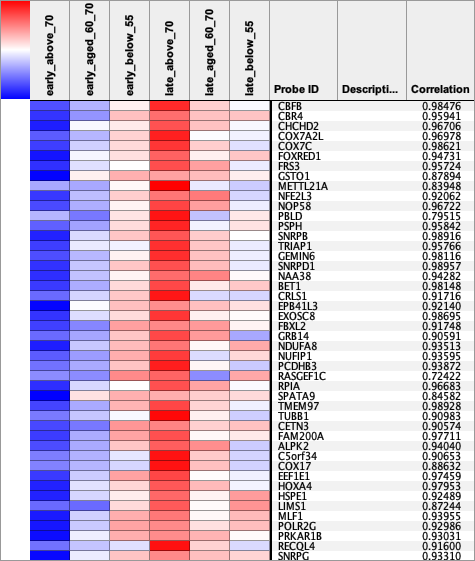 early_above_70
early_aged_60_70
early_below_55
late_above_70
late_aged_60_70
late_below_55
Probe ID Descripti... Correlation
CBFB 0.98476
CBR4 0.95941
CHCHD2 0.96706
COX7A2L 0.96978
COX7C 0.98621
FOXRED1 0.94731
FRS3 0.95724
GSTO1 0.87894
METTL21A 0.83948
NFE2L3 0.92062
NOP58 0.96722
PBLD 0.79515
PSPH 0.95842
SNRPB 0.98916
TRIAP1 0.95766
GEMIN6 0.98116
SNRPD1 0.98957
NAA38 0.94282
BET1 0.98148
CRLS1 0.91716
EPB41L3 0.92140
EXOSC8 0.98695
FBXL2 0.91748
GRB14 0.90591
NDUFA8 0.93513
NUFIP1 0.93595
PCDHB3 0.93872
RASGEF1C 0.72422
RPIA 0.96683
SPATA9 0.84582
TMEM97 0.98928
TUBB1 0.90983
CETN3 0.90574
FAM200A 0.97711
ALPK2 0.94040
C5orf34 0.90653
COX17 0.88632
EEF1E1 0.97459
HOXA4 0.97953
HSPE1 0.92489
LIMS1 0.87244
MLF1 0.93955
POLR2G 0.92986
PRKAR1B 0.93031
RECQL4 0.91600
SNRPG 0.93310